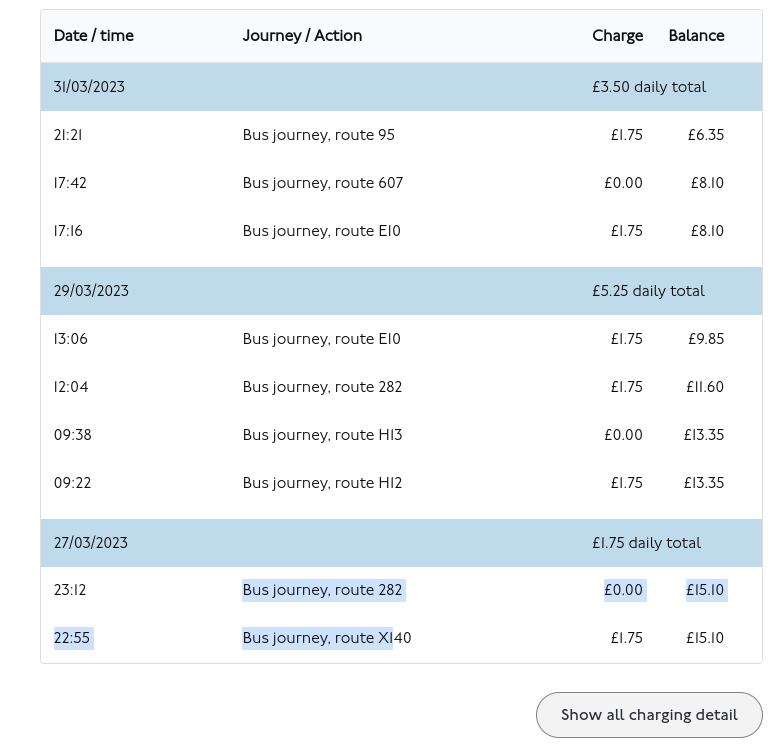 Date / time Journey / Action Charge Balance
31/03/2023 £3.50 daily total
21:21 Bus journey, route 95 £1.75 £6.35
17:42 Bus journey, route 607 £0.00 £8.10
17:16 Bus journey, route E10 £1.75 £8.10
29/03/2023 £5.25 daily total
13:06 Bus journey, route E10 £1.75 £9.85
12:04 Bus journey, route 282 £1.75 £11.60
09:38 Bus journey, route H13 £0.00 £13.35
09:22 Bus journey, route H12 £1.75 £13.35
27/03/2023 £1.75 daily total
23:12 Bus journey, route 282 £0.00 £15.10
22:55 Bus journey, route X140 £1.75 £15.10
Show all charging detail